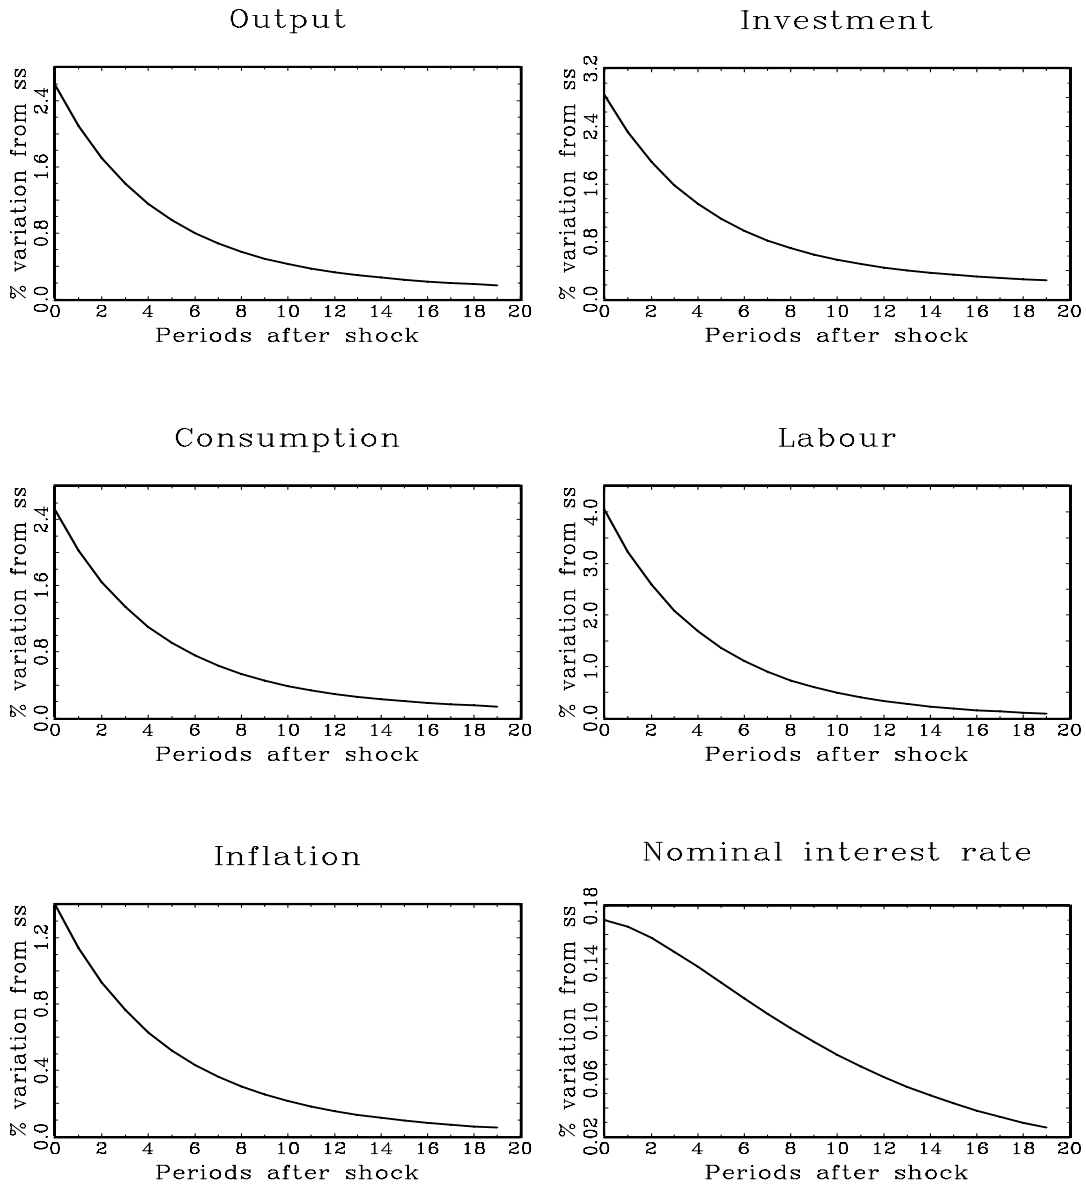 Output
Investment
% variation from ss
0.0 0.8 1.6 2.4
0 2 4 6 8 10 12 14 16 18 20
Periods after shock
% variation from ss
0.0 0.8 1.6 2.4 3.2
0 2 4 6 8 10 12 14 16 18 20
Periods after shock
Consumption
Labour
% variation from ss
0.0 0.8 1.6 2.4
0 2 4 6 8 10 12 14 16 18 20
Periods after shock
% variation from ss
0.0 1.0 2.0 3.0 4.0
0 2 4 6 8 10 12 14 16 18 20
Periods after shock
Inflation
Nominal interest rate
% variation from ss
0.0 0.4 0.8 1.2
0 2 4 6 8 10 12 14 16 18 20
Periods after shock
% variation from ss
0.02 0.06 0.10 0.14 0.18
0 2 4 6 8 10 12 14 16 18 20
Periods after shock